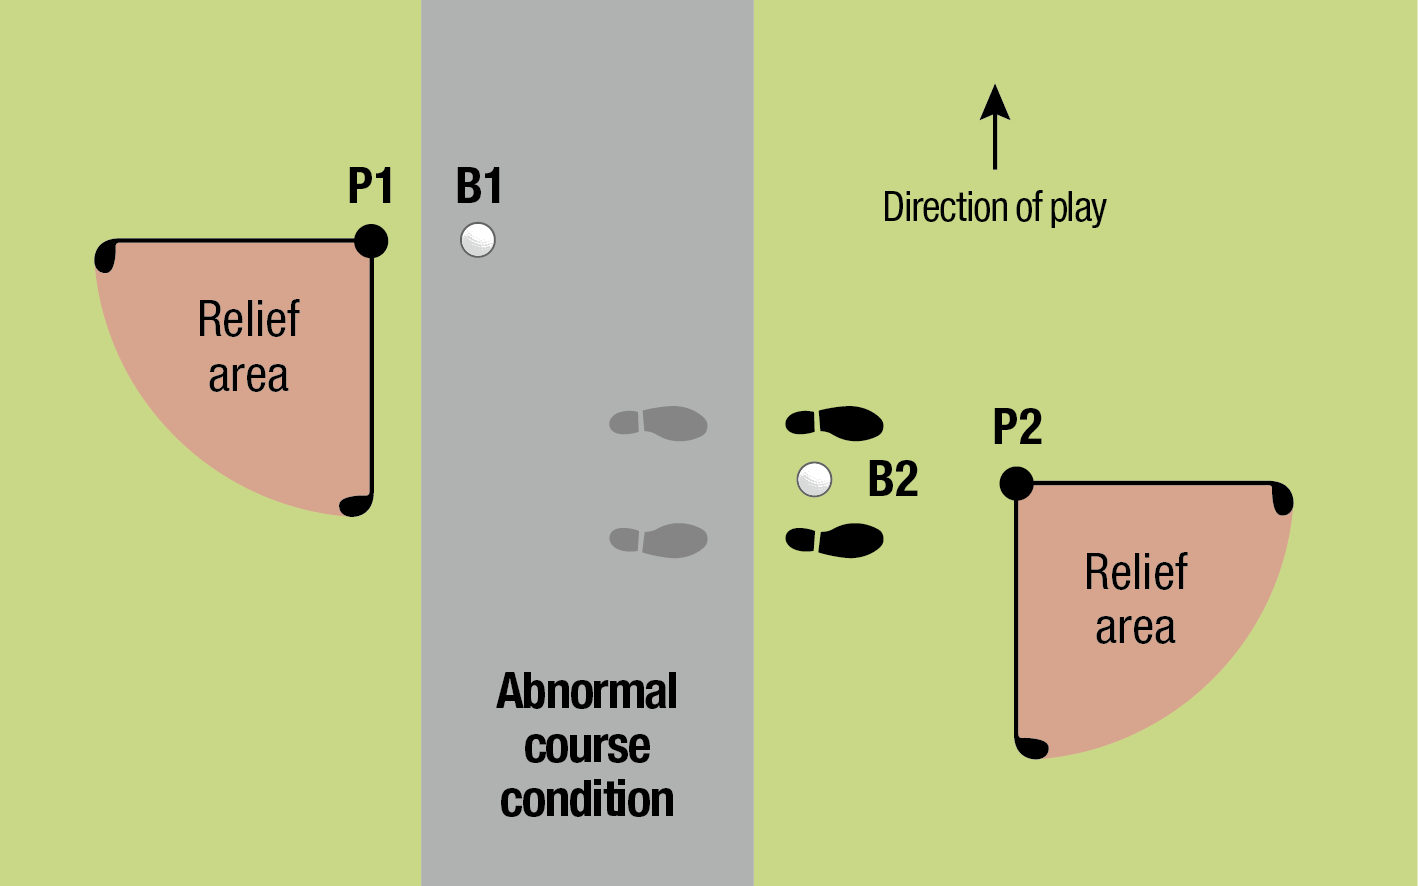 P1
B1
Direction of play
Relief
area
P2
B2
Relief
area
Abnormal
course
condition